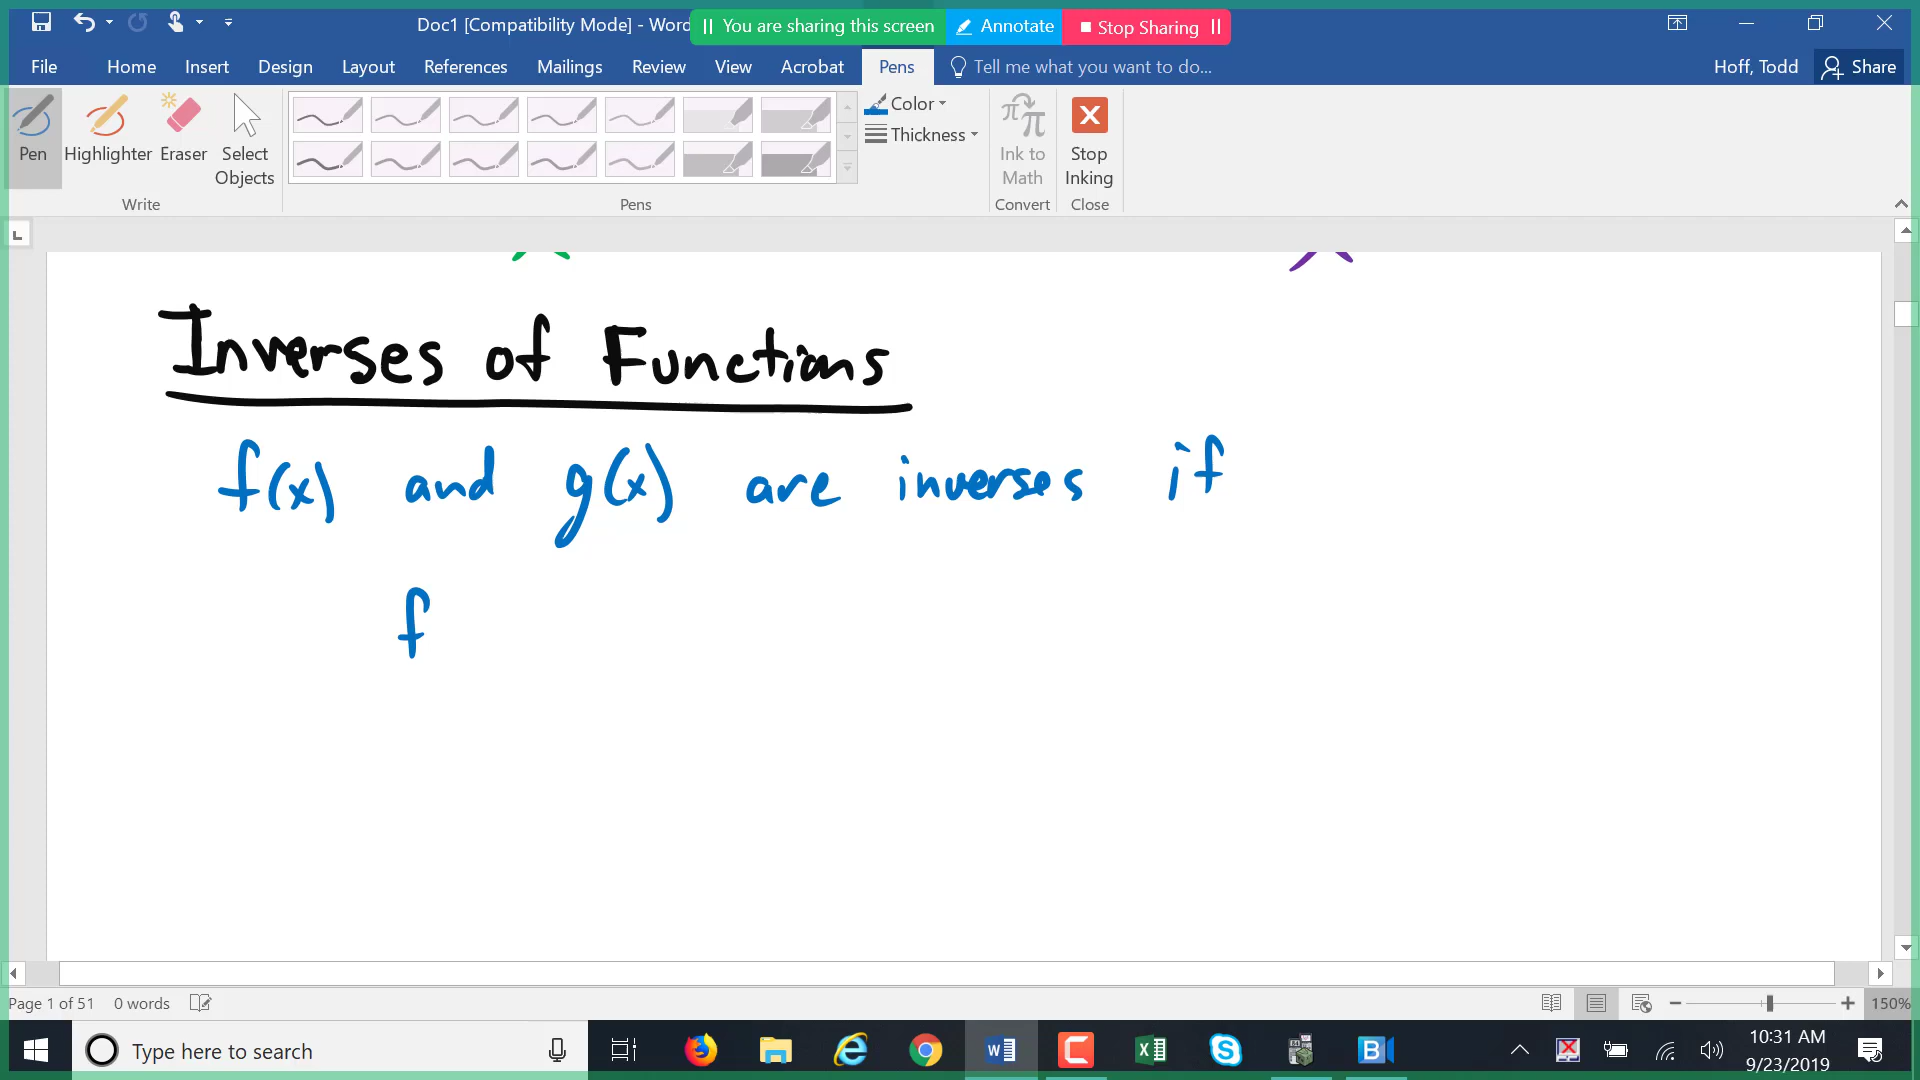 Doc1 [Compatibility Mode] - Word
You are sharing this screen
Annotate
Stop Sharing
File Home Insert Design Layout References Mailings Review View Acrobat Pens Tell me what you want to do... Hoff, Todd Share
Pen Highlighter Eraser Select Objects
Write
Color
Thickness
Pens
Ink to Math
Convert
Stop Inking
Close
Inverses of Functions
f(x) and g(x) are inverses if
f
Page 1 of 51 0 words 150%
Type here to search
10:31 AM
9/23/2019